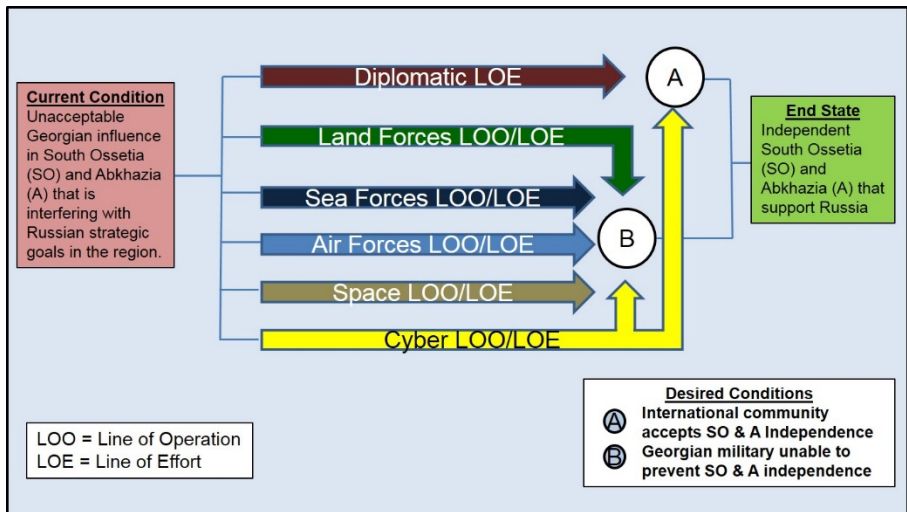 Current Condition
Unacceptable
Georgian influence
in South Ossetia
(SO) and Abkhazia
(A) that is
interfering with
Russian strategic
goals in the region.
Diplomatic LOE
Land Forces LOO/LOE
Sea Forces LOO/LOE
Air Forces LOO/LOE
Space LOO/LOE
Cyber LOO/LOE
A
B
End State
Independent
South Ossetia
(SO) and
Abkhazia (A) that
support Russia
LOO = Line of Operation
LOE = Line of Effort
Desired Conditions
A International community
accepts SO & A Independence
B Georgian military unable to
prevent SO & A independence